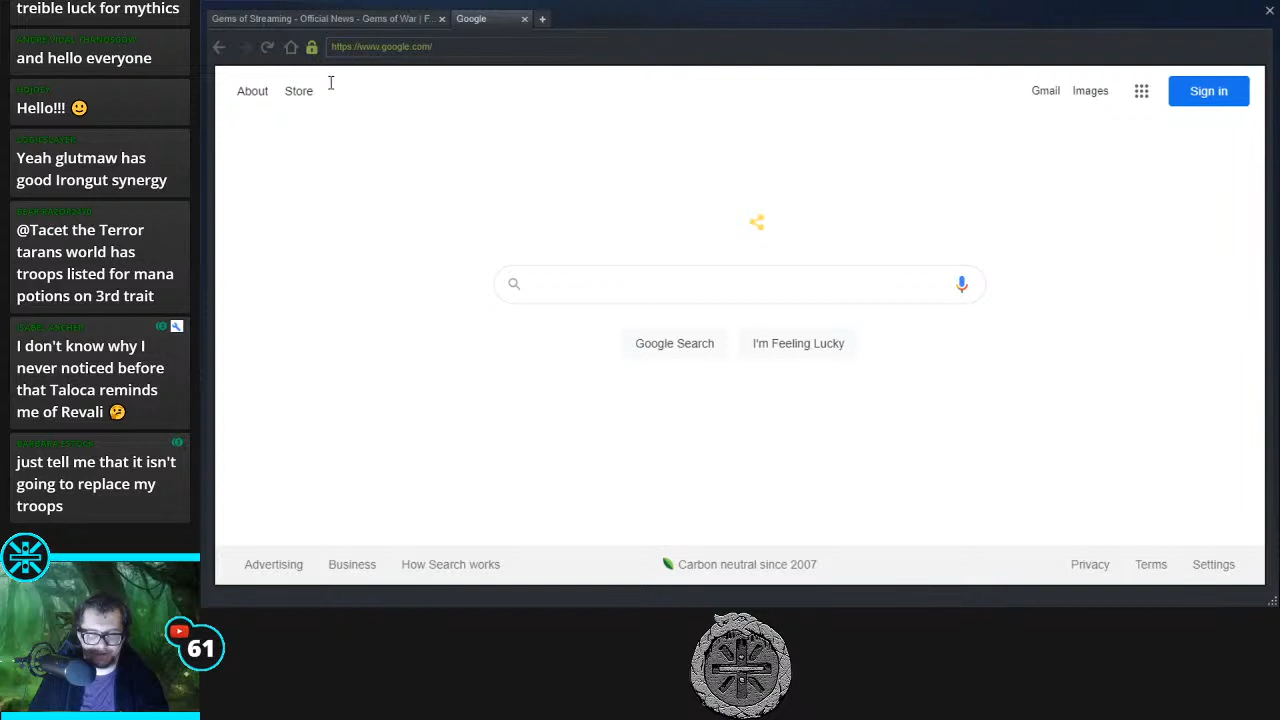 treible luck for mythics
and hello everyone
Hello!!! 🙂
Yeah glutmaw has
good Irongut synergy
@Tacet the Terror
tarans world has
troops listed for mana
potions on 3rd trait
ISABEL ARCHER
I don't know why I
never noticed before
that Taloca reminds
me of Revali 🤔
BARBARA ESTOCK
just tell me that it isn't
going to replace my
troops
61
Gems of Streaming - Official News - Gems of War | F...
Google
https://www.google.com/
About Store
Gmail Images
Sign in
Google Search
I'm Feeling Lucky
Advertising Business How Search works
Carbon neutral since 2007
Privacy Terms Settings